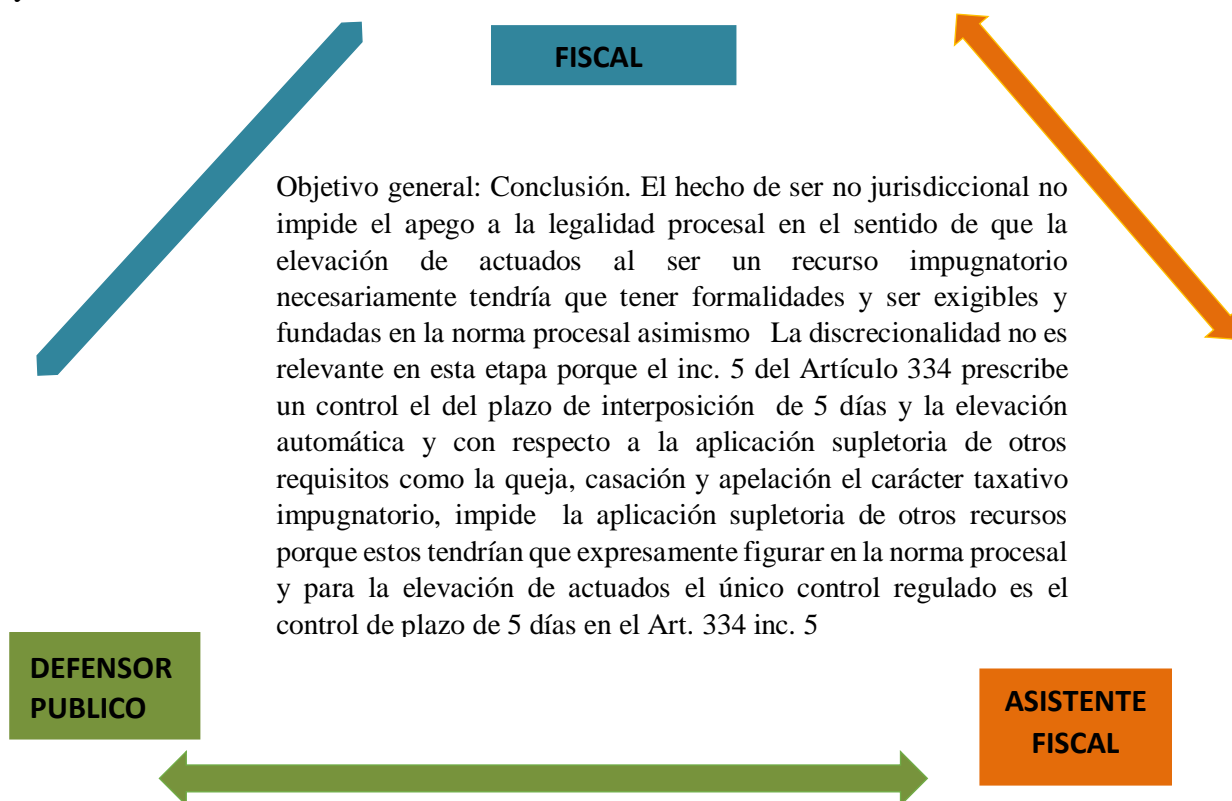 FISCAL
Objetivo general: Conclusión. El hecho de ser no jurisdiccional no
impide el apego a la legalidad procesal en el sentido de que la
elevación de actuados al ser un recurso impugnatorio
necesariamente tendría que tener formalidades y ser exigibles y
fundadas en la norma procesal asimismo La discrecionalidad no es
relevante en esta etapa porque el inc. 5 del Artículo 334 prescribe
un control el del plazo de interposición de 5 días y la elevación
automática y con respecto a la aplicación supletoria de otros
requisitos como la queja, casación y apelación el carácter taxativo
impugnatorio, impide la aplicación supletoria de otros recursos
porque estos tendrían que expresamente figurar en la norma procesal
y para la elevación de actuados el único control regulado es el
control de plazo de 5 días en el Art. 334 inc. 5
DEFENSOR
PUBLICO
ASISTENTE
FISCAL